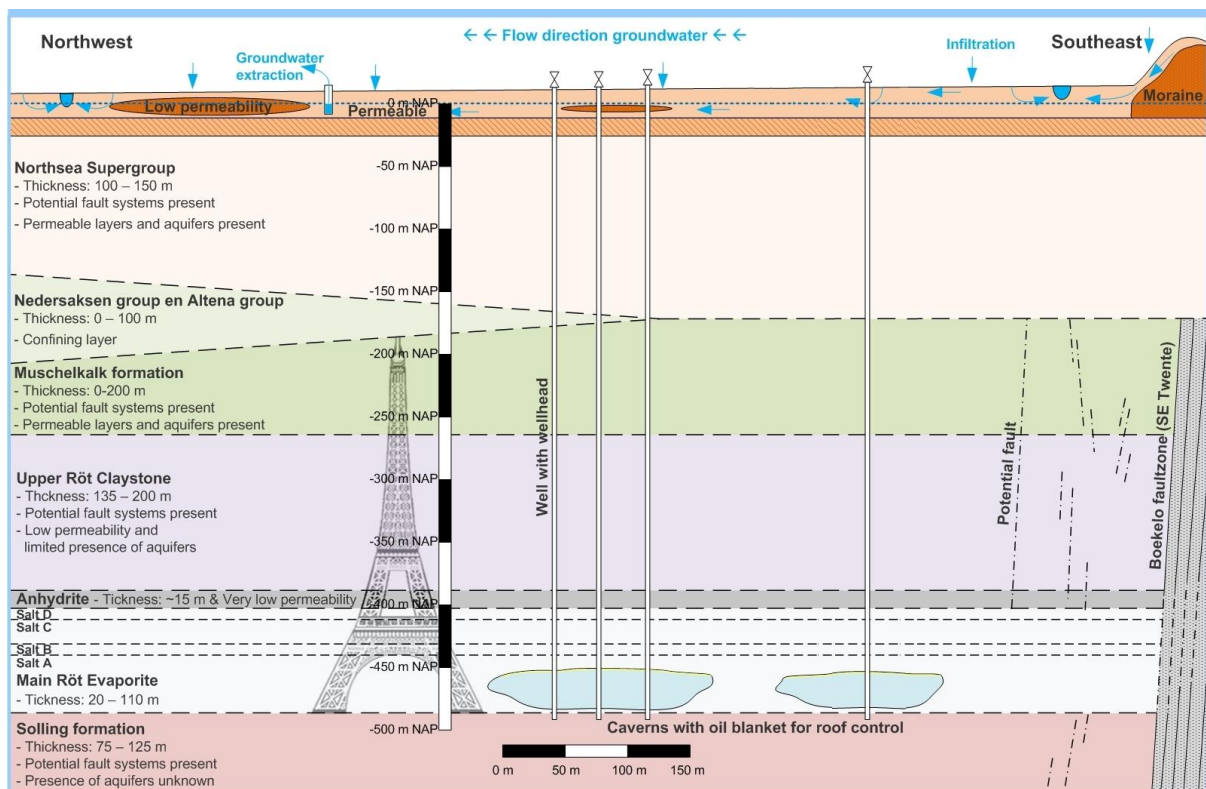 Northwest
← ← Flow direction groundwater ← ←
Southeast
Groundwater
extraction
Infiltration
Low permeability
0 m NAP
Permeable
Moraine
-50 m NAP
Northsea Supergroup
- Thickness: 100 – 150 m
- Potential fault systems present
- Permeable layers and aquifers present
-100 m NAP
-150 m NAP
Nedersaksen group en Altena group
- Thickness: 0 – 100 m
- Confining layer
-200 m NAP
Muschelkalk formation
- Thickness: 0-200 m
- Potential fault systems present
- Permeable layers and aquifers present
-250 m NAP
Well with wellhead
Potential fault
Boekelo faultzone (SE Twente)
Upper Röt Claystone
- Thckness: 135 – 200 m
- Potential fault systems present
- Low permeability and
limited presence of aquifers
-300 m NAP
-350 m NAP
Anhydrite - Tickness: ~15 m & Very low permeability
-400 m NAP
Salt D
Salt C
Salt B
Salt A
-450 m NAP
Main Röt Evaporite
- Tickness: 20 – 110 m
-500 m NAP
Caverns with oil blanket for roof control
Solling formation
- Thickness: 75 – 125 m
- Potential fault systems present
- Presence of aquifers unknown
0 m 50 m 100 m 150 m